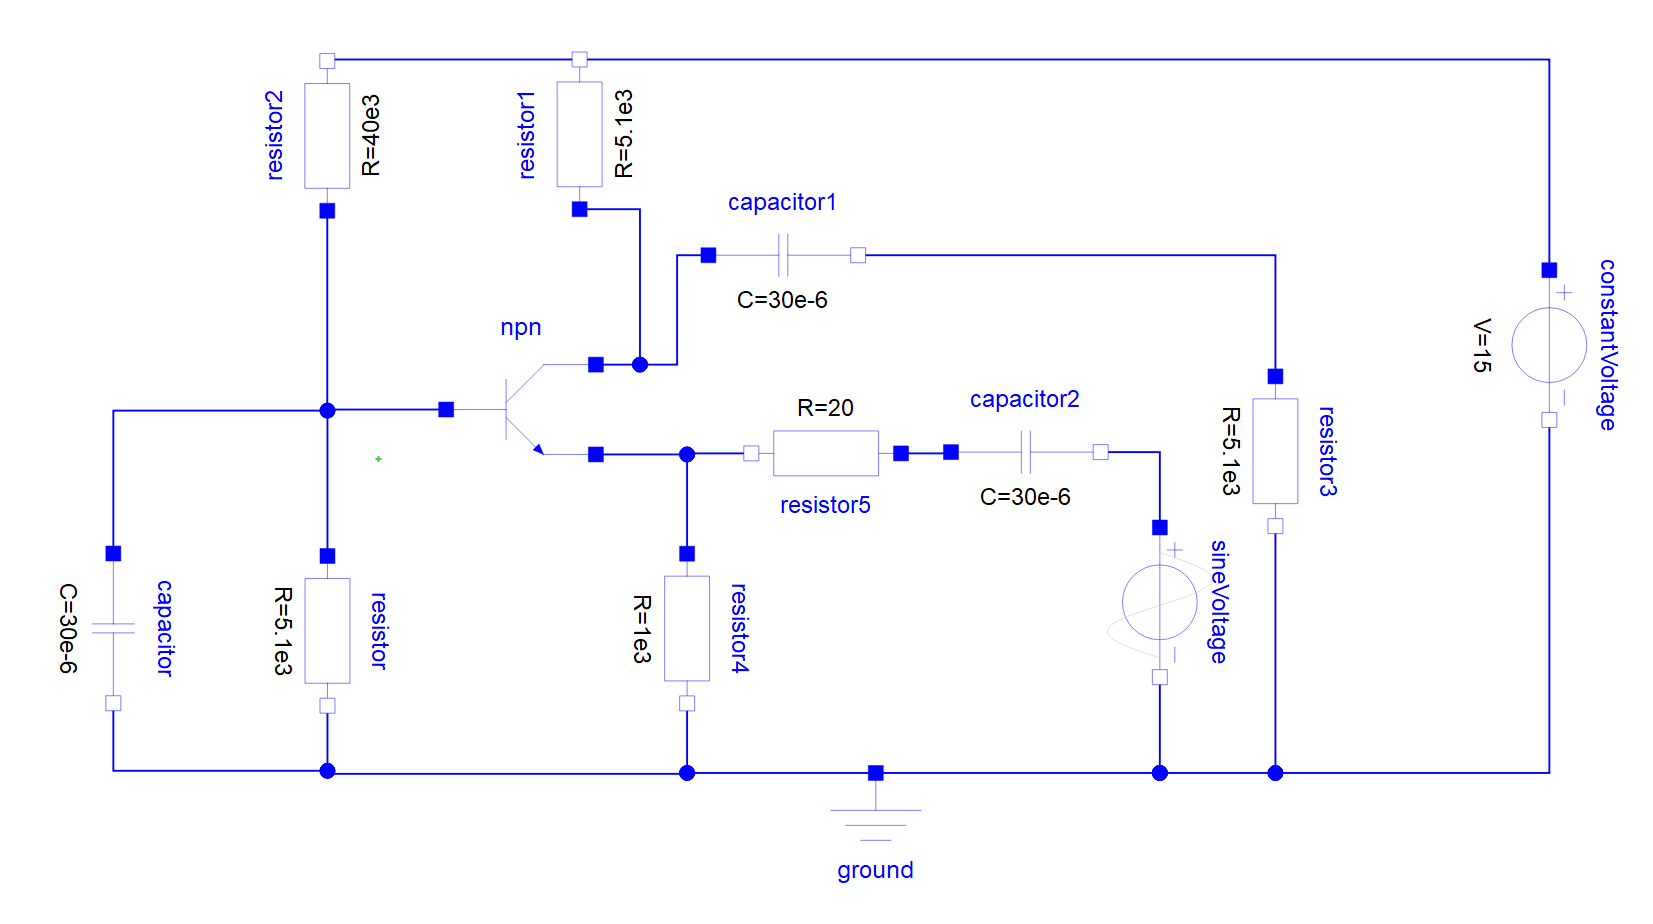 resistor2
R=40e3
resistor1
R=5.1e3
capacitor1
C=30e-6
npn
constantVoltage
+
V=15
−
R=20
resistor5
capacitor2
C=30e-6
R=5.1e3
resistor3
C=30e-6
capacitor
R=5.1e3
resistor
R=1e3
resistor4
sineVoltage
+
−
ground